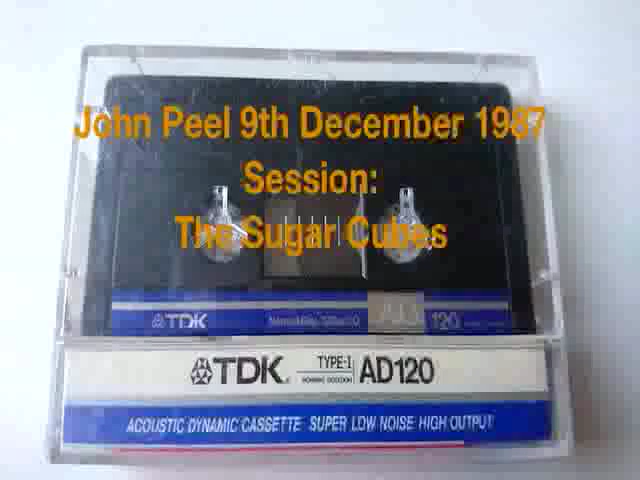 John Peel 9th December 1987
Session:
The Sugar Cubes
TDK
120
TDK
TYPE-I
AD120
ACOUSTIC DYNAMIC CASSETTE SUPER LOW NOISE HIGH OUTPUT